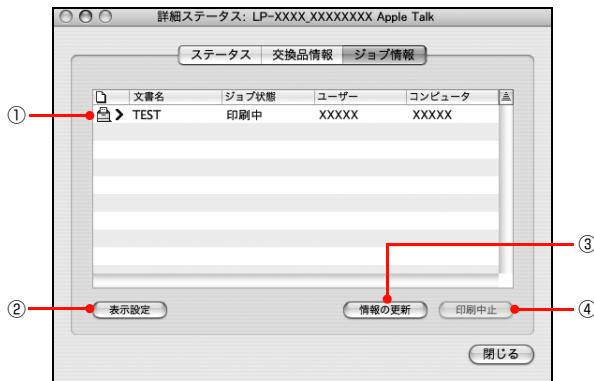 詳細ステータス: LP-XXXX_XXXXXXXX Apple Talk
ステータス 交換品情報 ジョブ情報
文書名 ジョブ状態 ユーザー コンピュータ
① TEST 印刷中 XXXXX XXXXX
③
② 表示設定 情報の更新 印刷中止 ④
閉じる